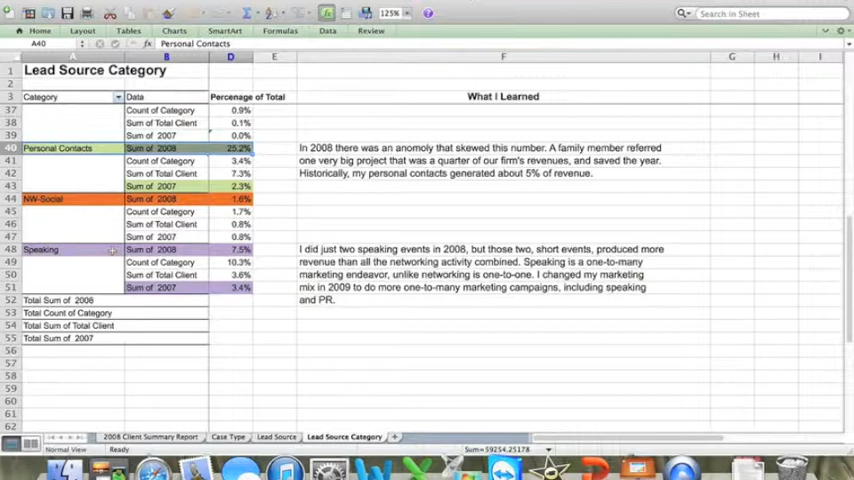 125%
Search in Sheet
Home Layout Tables Charts SmartArt Formulas Data Review
A40 fx Personal Contacts
A B D E F G H I
1 Lead Source Category
2
3 Category Data Percentage of Total What I Learned
37 Count of Category 0.9%
38 Sum of Total Client 0.1%
39 Sum of 2007 0.0%
40 Personal Contacts Sum of 2008 25.2% In 2008 there was an anomoly that skewed this number. A family member referred
41 Count of Category 3.4% one very big project that was a quarter of our firm's revenues, and saved the year.
42 Sum of Total Client 7.3% Historically, my personal contacts generated about 5% of revenue.
43 Sum of 2007 2.3%
44 NW-Social Sum of 2008 1.6%
45 Count of Category 1.7%
46 Sum of Total Client 0.8%
47 Sum of 2007 0.8%
48 Speaking Sum of 2008 7.5% I did just two speaking events in 2008, but those two, short events, produced more
49 Count of Category 10.3% revenue than all the networking activity combined. Speaking is a one-to-many
50 Sum of Total Client 3.6% marketing endeavor, unlike networking is one-to-one. I changed my marketing
51 Sum of 2007 3.4% mix in 2009 to do more one-to-many marketing campaigns, including speaking
52 Total Sum of 2008 and PR.
53 Total Count of Category
54 Total Sum of Total Client
55 Total Sum of 2007
56
57
58
59
60
61
62
2008 Client Summary Report Case Type Lead Source Lead Source Category
Normal View Ready Sum=59254.25178